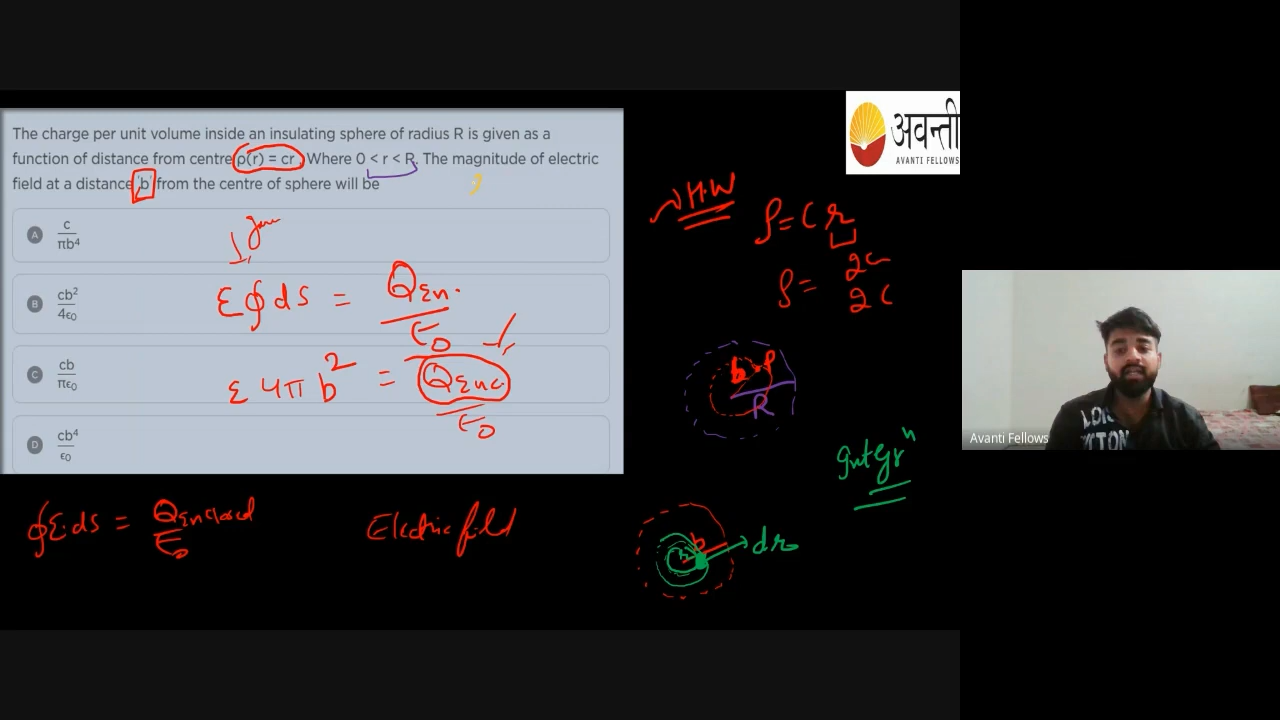 The charge per unit volume inside an insulating sphere of radius R is given as a
function of distance from centre ρ(r) = cr . Where 0 < r < R. The magnitude of electric
field at a distance 'b' from the centre of sphere will be
A c/πb⁴
B cb²/4ϵ₀
C cb/πϵ₀
D cb⁴/ϵ₀
E∮ds = QEn./ϵ₀
E 4π b² = QEnc/ϵ₀
∮E.ds = QEnclosed/ϵ₀
Electric field
H.W
ρ = C r
ρ =
2C
b
ρ
R
b
dr
अवन्ती
AVANTI FELLOWS
Avanti Fellows